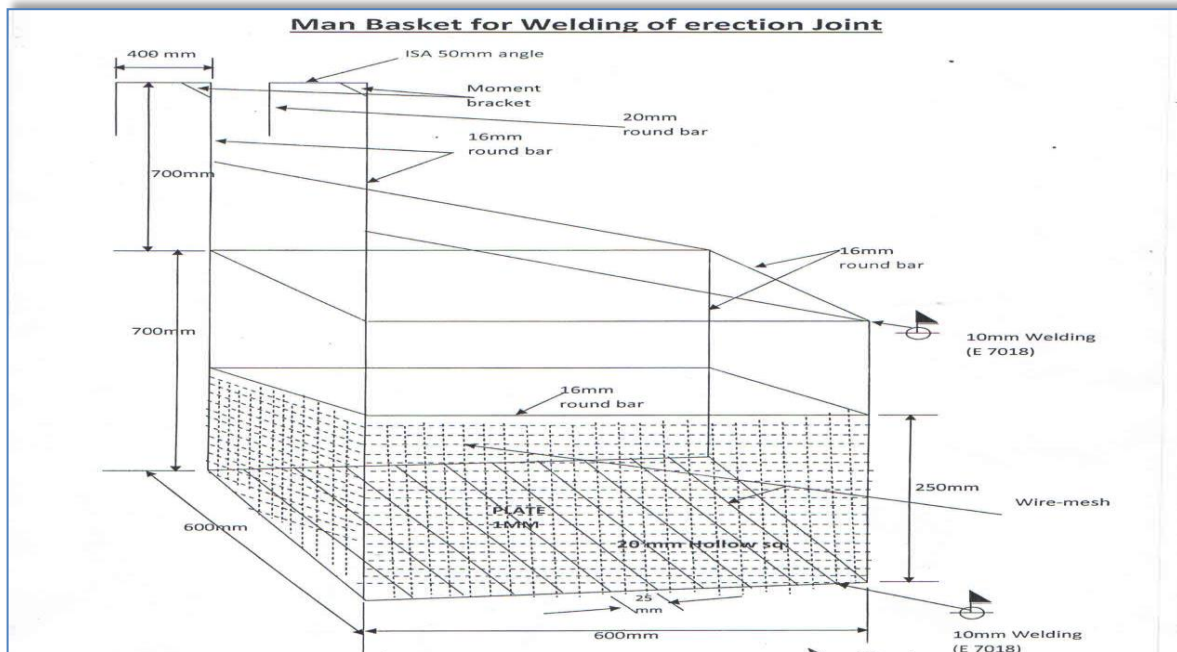 Man Basket for Welding of erection Joint
400 mm
ISA 50mm angle
Moment
bracket
20mm
round bar
16mm
round bar
700mm
16mm
round bar
700mm
10mm Welding
(E 7018)
16mm
round bar
250mm
Wire-mesh
600mm
PLATE
1MM
20 mm Hollow sq
25
mm
600mm
10mm Welding
(E 7018)